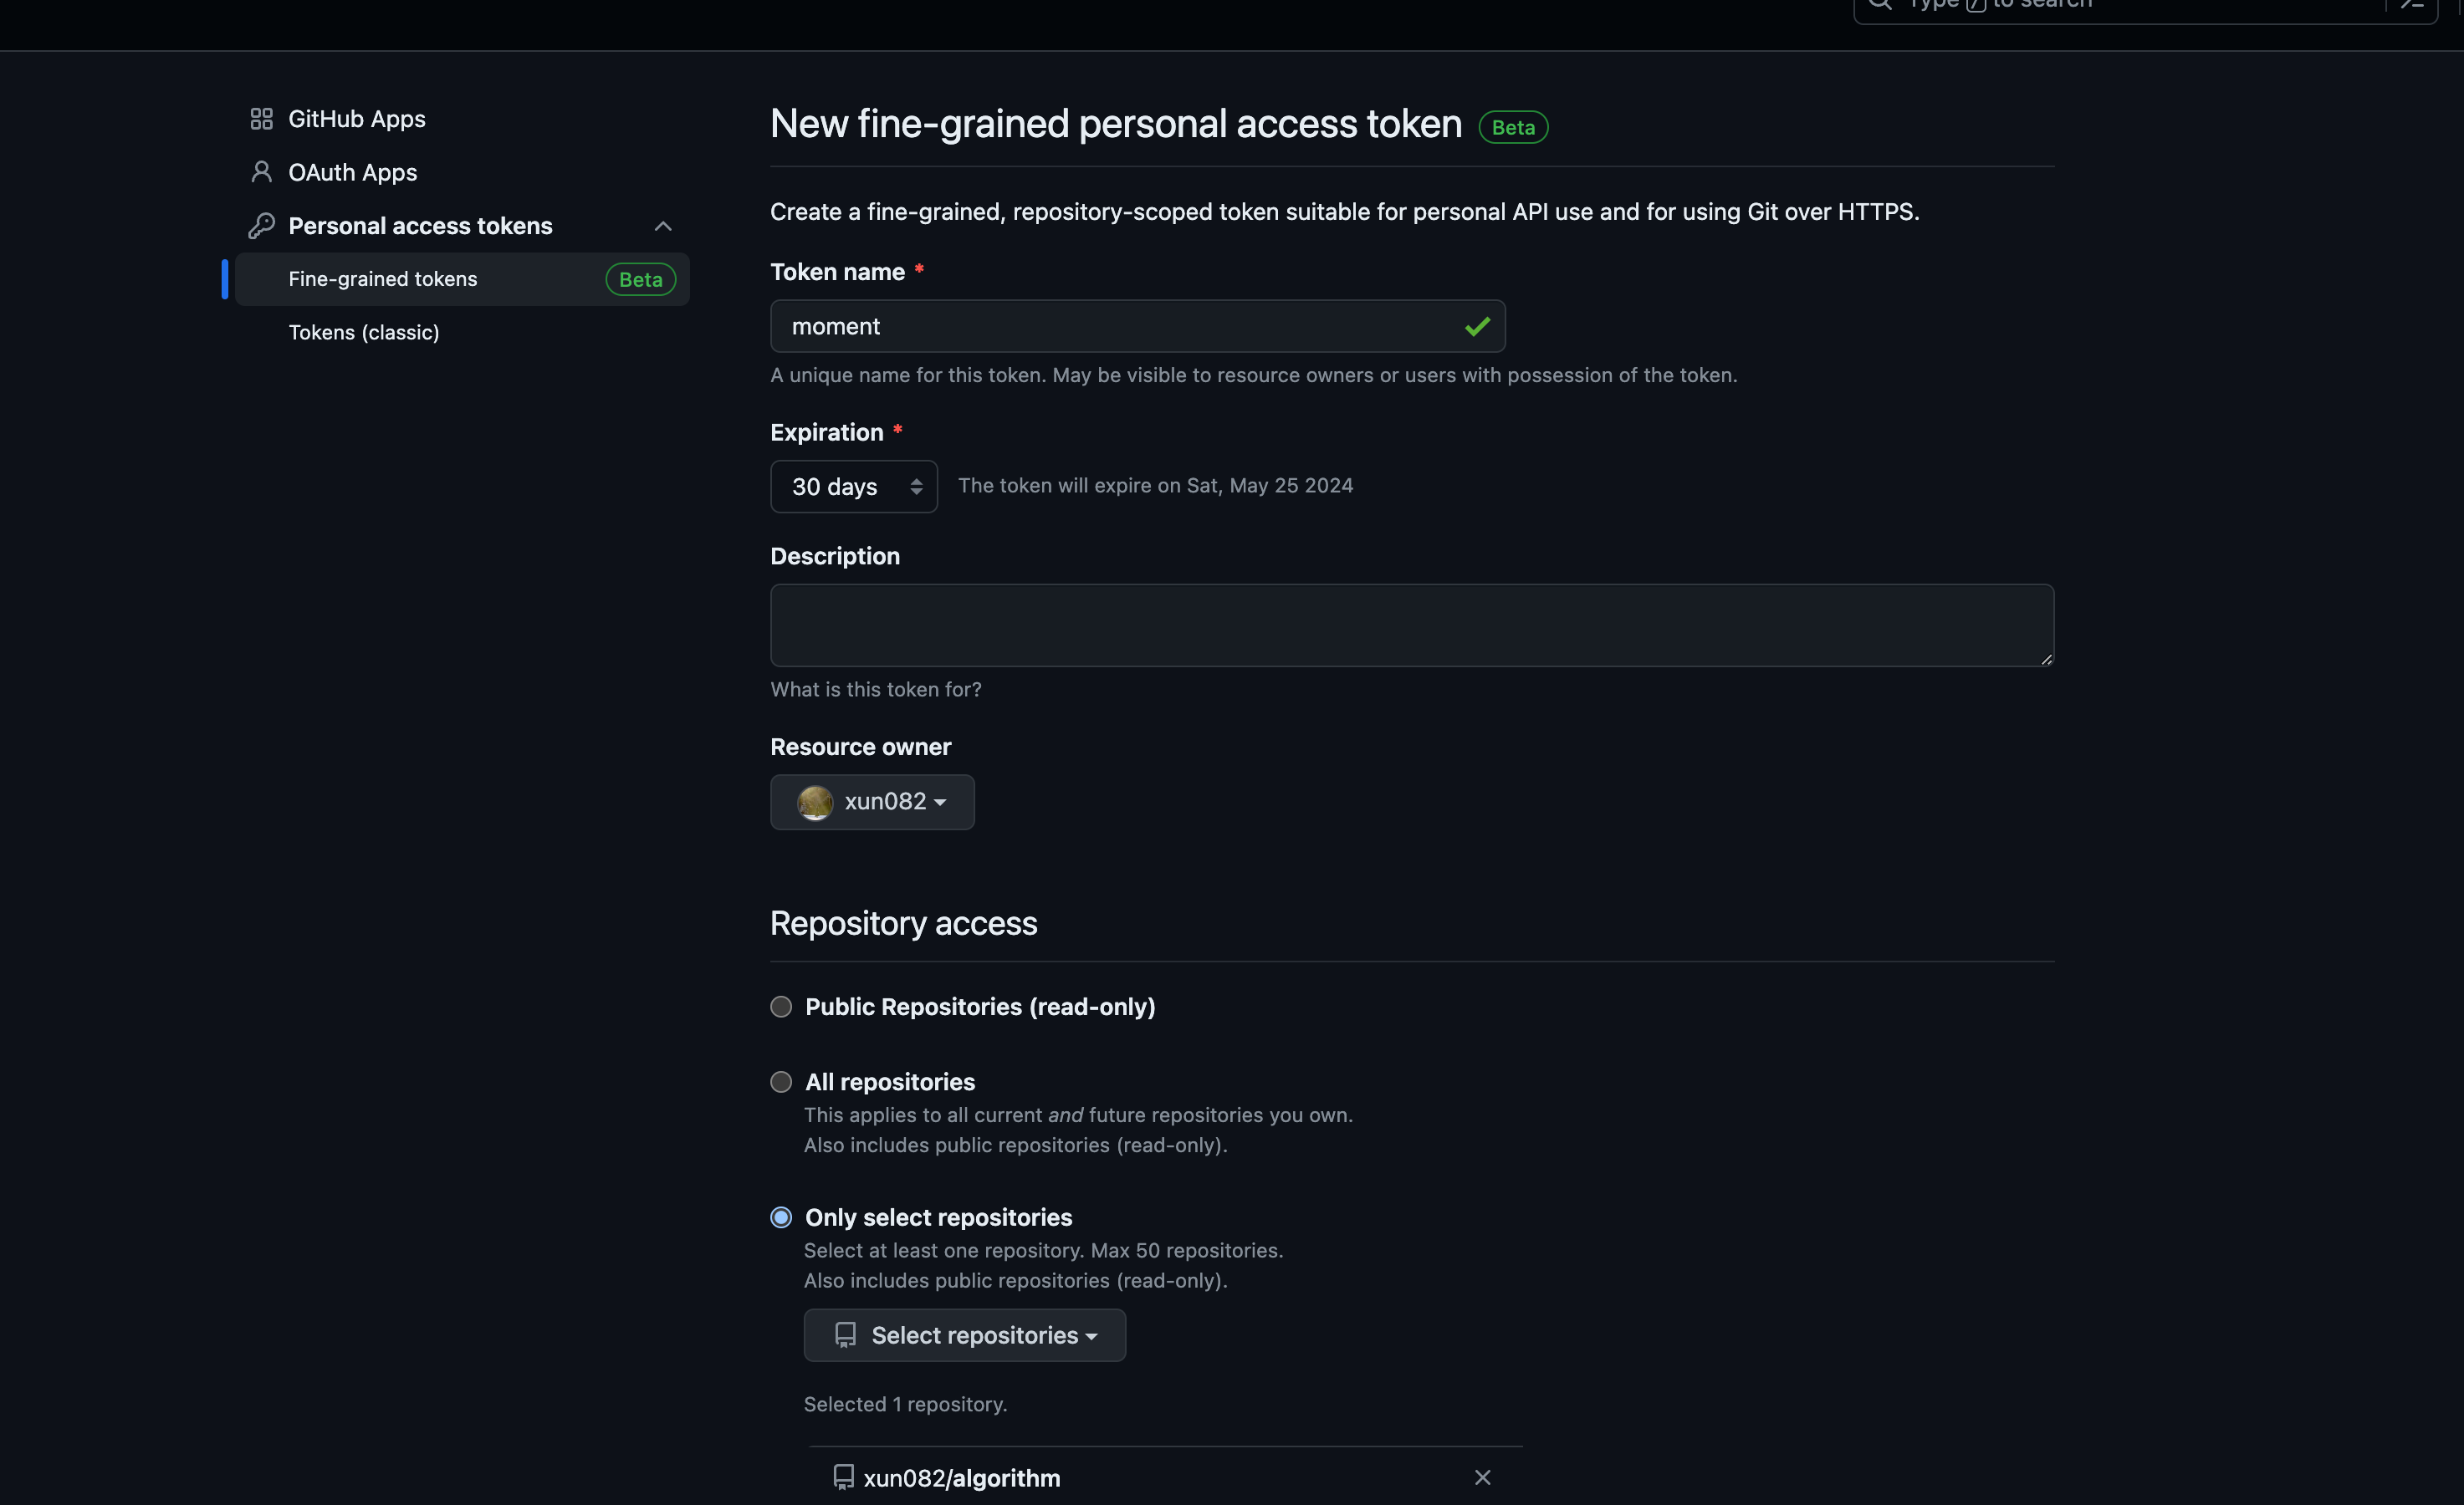 Type / to search
GitHub Apps
OAuth Apps
Personal access tokens
Fine-grained tokens Beta
Tokens (classic)
New fine-grained personal access token Beta
Create a fine-grained, repository-scoped token suitable for personal API use and for using Git over HTTPS.
Token name *
moment
A unique name for this token. May be visible to resource owners or users with possession of the token.
Expiration *
30 days The token will expire on Sat, May 25 2024
Description
What is this token for?
Resource owner
xun082
Repository access
Public Repositories (read-only)
All repositories
This applies to all current and future repositories you own.
Also includes public repositories (read-only).
Only select repositories
Select at least one repository. Max 50 repositories.
Also includes public repositories (read-only).
Select repositories
Selected 1 repository.
xun082/algorithm